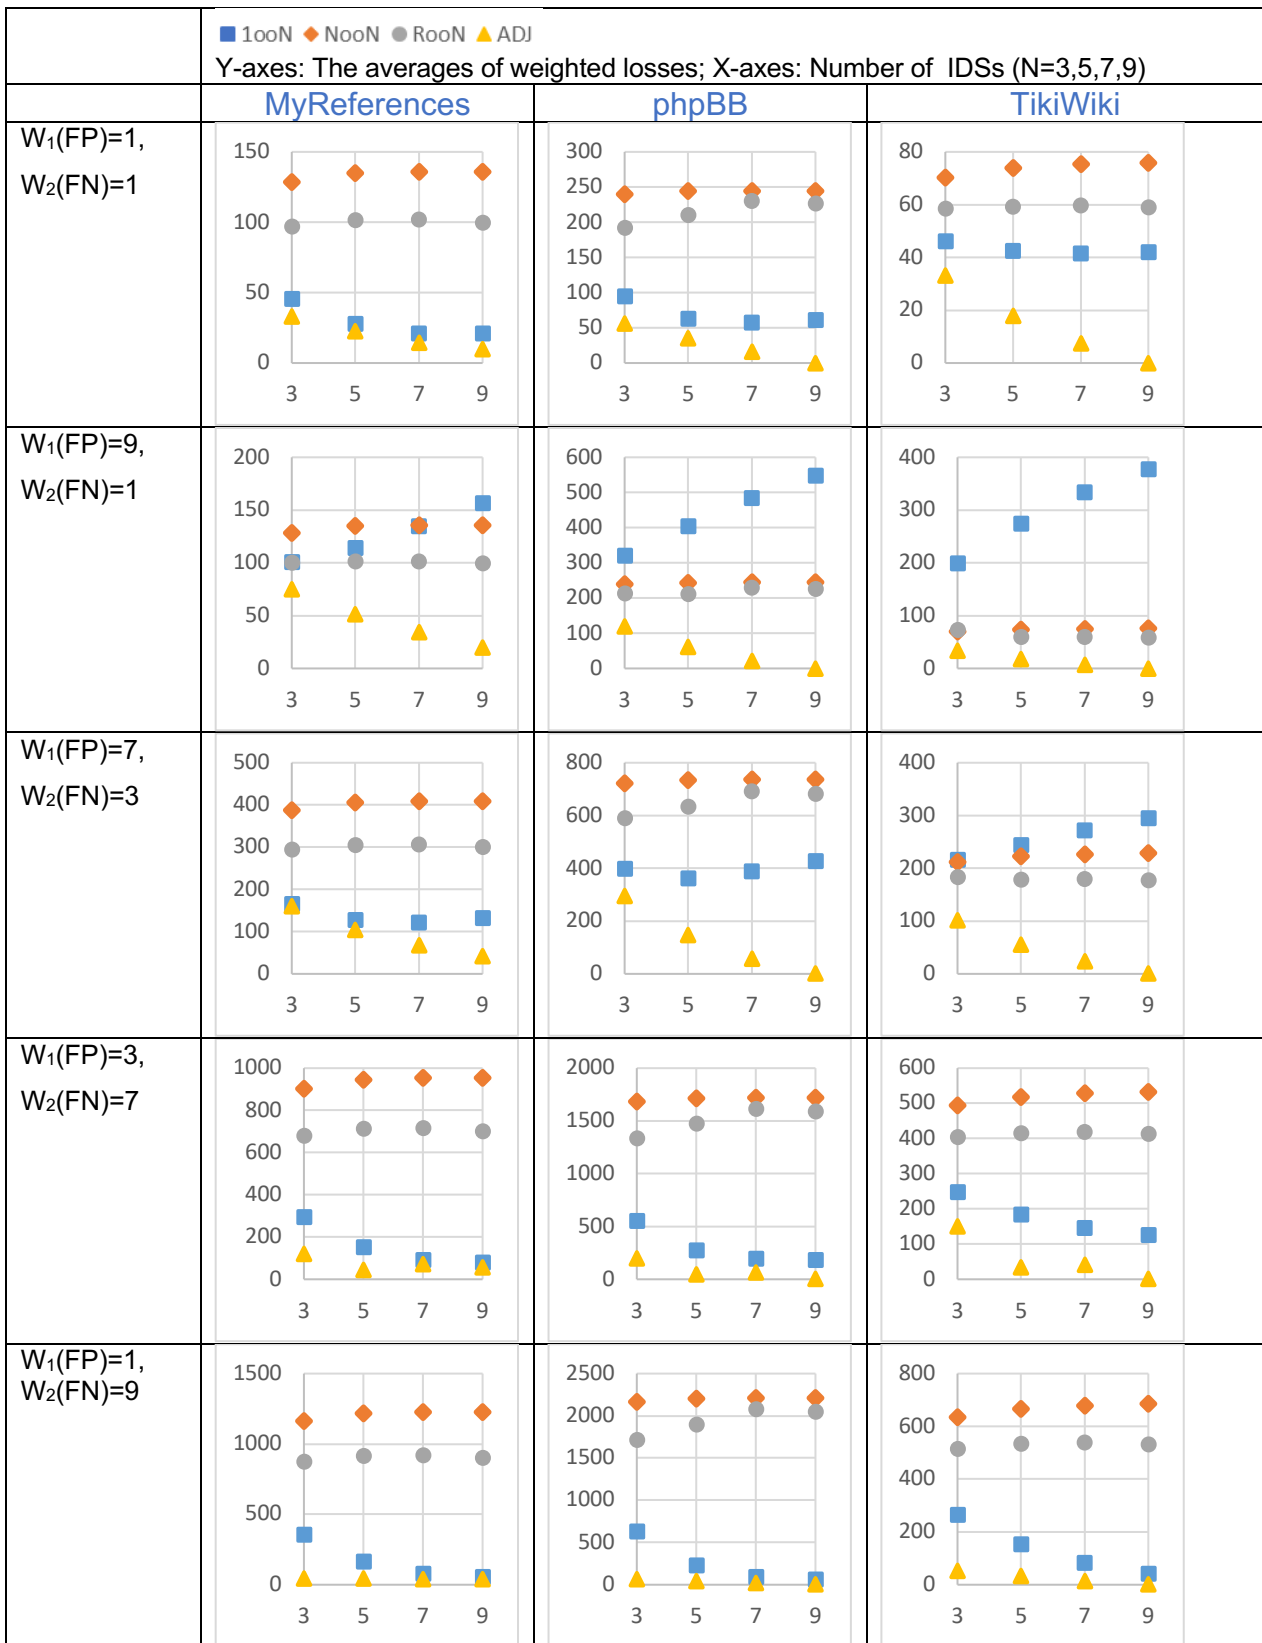 1ooN NooN RooN ADJ
Y-axes: The averages of weighted losses; X-axes: Number of IDSs (N=3,5,7,9)
MyReferences phpBB TikiWiki
W₁(FP)=1,
W₂(FN)=1
150
100
50
0
3 5 7 9
300
250
200
150
100
50
0
3 5 7 9
80
60
40
20
0
3 5 7 9
W₁(FP)=9,
W₂(FN)=1
200
150
100
50
0
3 5 7 9
600
500
400
300
200
100
0
3 5 7 9
400
300
200
100
0
3 5 7 9
W₁(FP)=7,
W₂(FN)=3
500
400
300
200
100
0
3 5 7 9
800
600
400
200
0
3 5 7 9
400
300
200
100
0
3 5 7 9
W₁(FP)=3,
W₂(FN)=7
1000
800
600
400
200
0
3 5 7 9
2000
1500
1000
500
0
3 5 7 9
600
500
400
300
200
100
0
3 5 7 9
W₁(FP)=1,
W₂(FN)=9
1500
1000
500
0
3 5 7 9
2500
2000
1500
1000
500
0
3 5 7 9
800
600
400
200
0
3 5 7 9